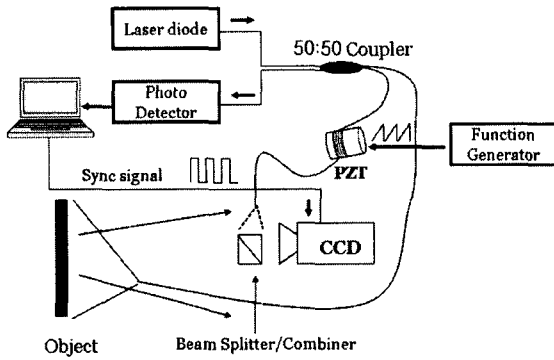 Laser diode
50:50 Coupler
Photo
Detector
Function
Generator
PZT
Sync signal
CCD
Object
Beam Splitter/Combiner